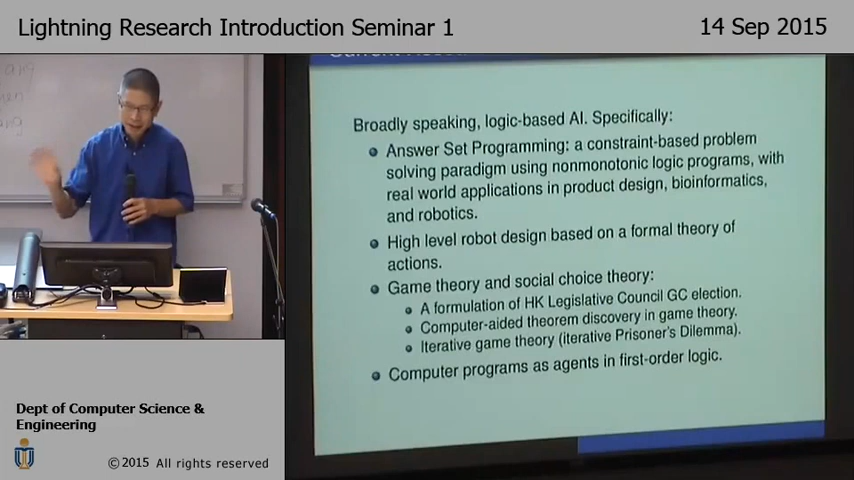 Lightning Research Introduction Seminar 1
14 Sep 2015
Broadly speaking, logic-based AI. Specifically:
Answer Set Programming: a constraint-based problem
solving paradigm using nonmonotonic logic programs, with
real world applications in product design, bioinformatics,
and robotics.
High level robot design based on a formal theory of
actions.
Game theory and social choice theory:
A formulation of HK Legislative Council GC election.
Computer-aided theorem discovery in game theory.
Iterative game theory (iterative Prisoner's Dilemma).
Computer programs as agents in first-order logic.
Dept of Computer Science &
Engineering
©2015 All rights reserved